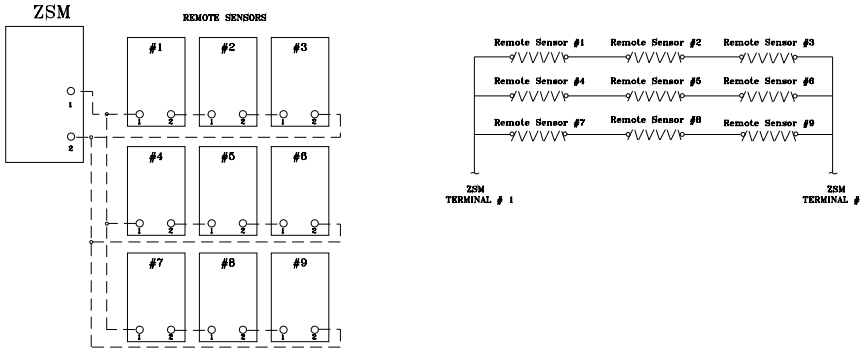 ZSM
REMOTE SENSORS
#1 #2 #3
1
1 2 1 2 1 2
2
#4 #5 #6
1 2 1 2 1 2
#7 #8 #9
1 2 1 2 1 2
Remote Sensor #1 Remote Sensor #2 Remote Sensor #3
Remote Sensor #4 Remote Sensor #5 Remote Sensor #6
Remote Sensor #7 Remote Sensor #8 Remote Sensor #9
ZSM
TERMINAL # 1
ZSM
TERMINAL #